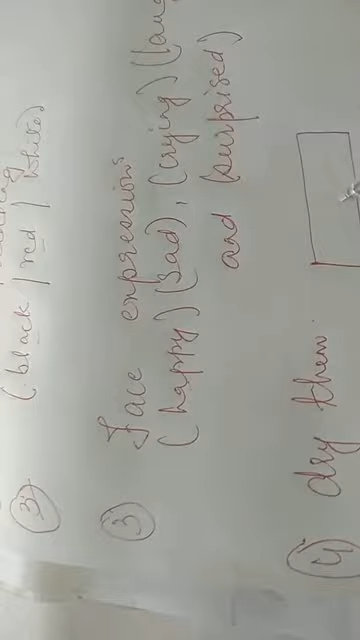 (black / red / white)
3
3 Face expressions
(happy) (sad), (crying)
and (surprised)
4 dry them.